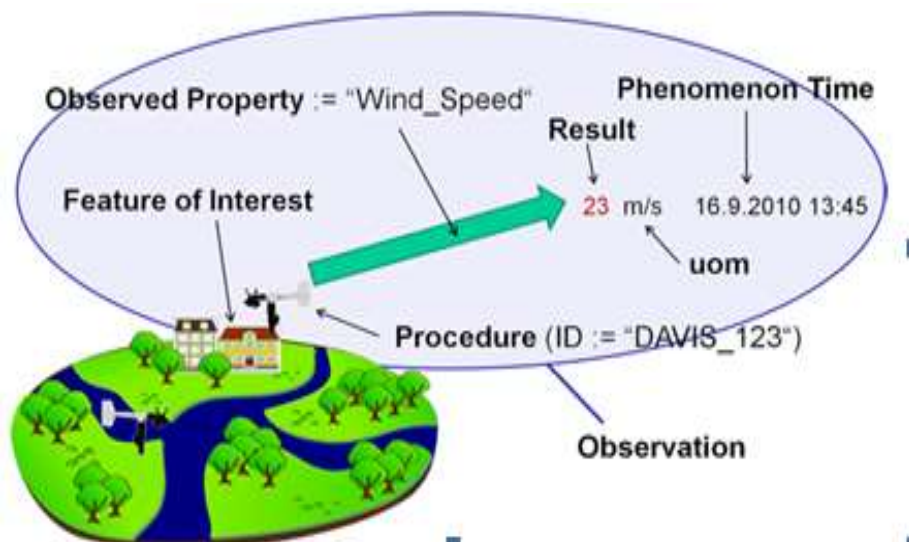 Observed Property := "Wind_Speed"
Phenomenon Time
Result
Feature of Interest
23 m/s 16.9.2010 13:45
uom
Procedure (ID := "DAVIS_123")
Observation